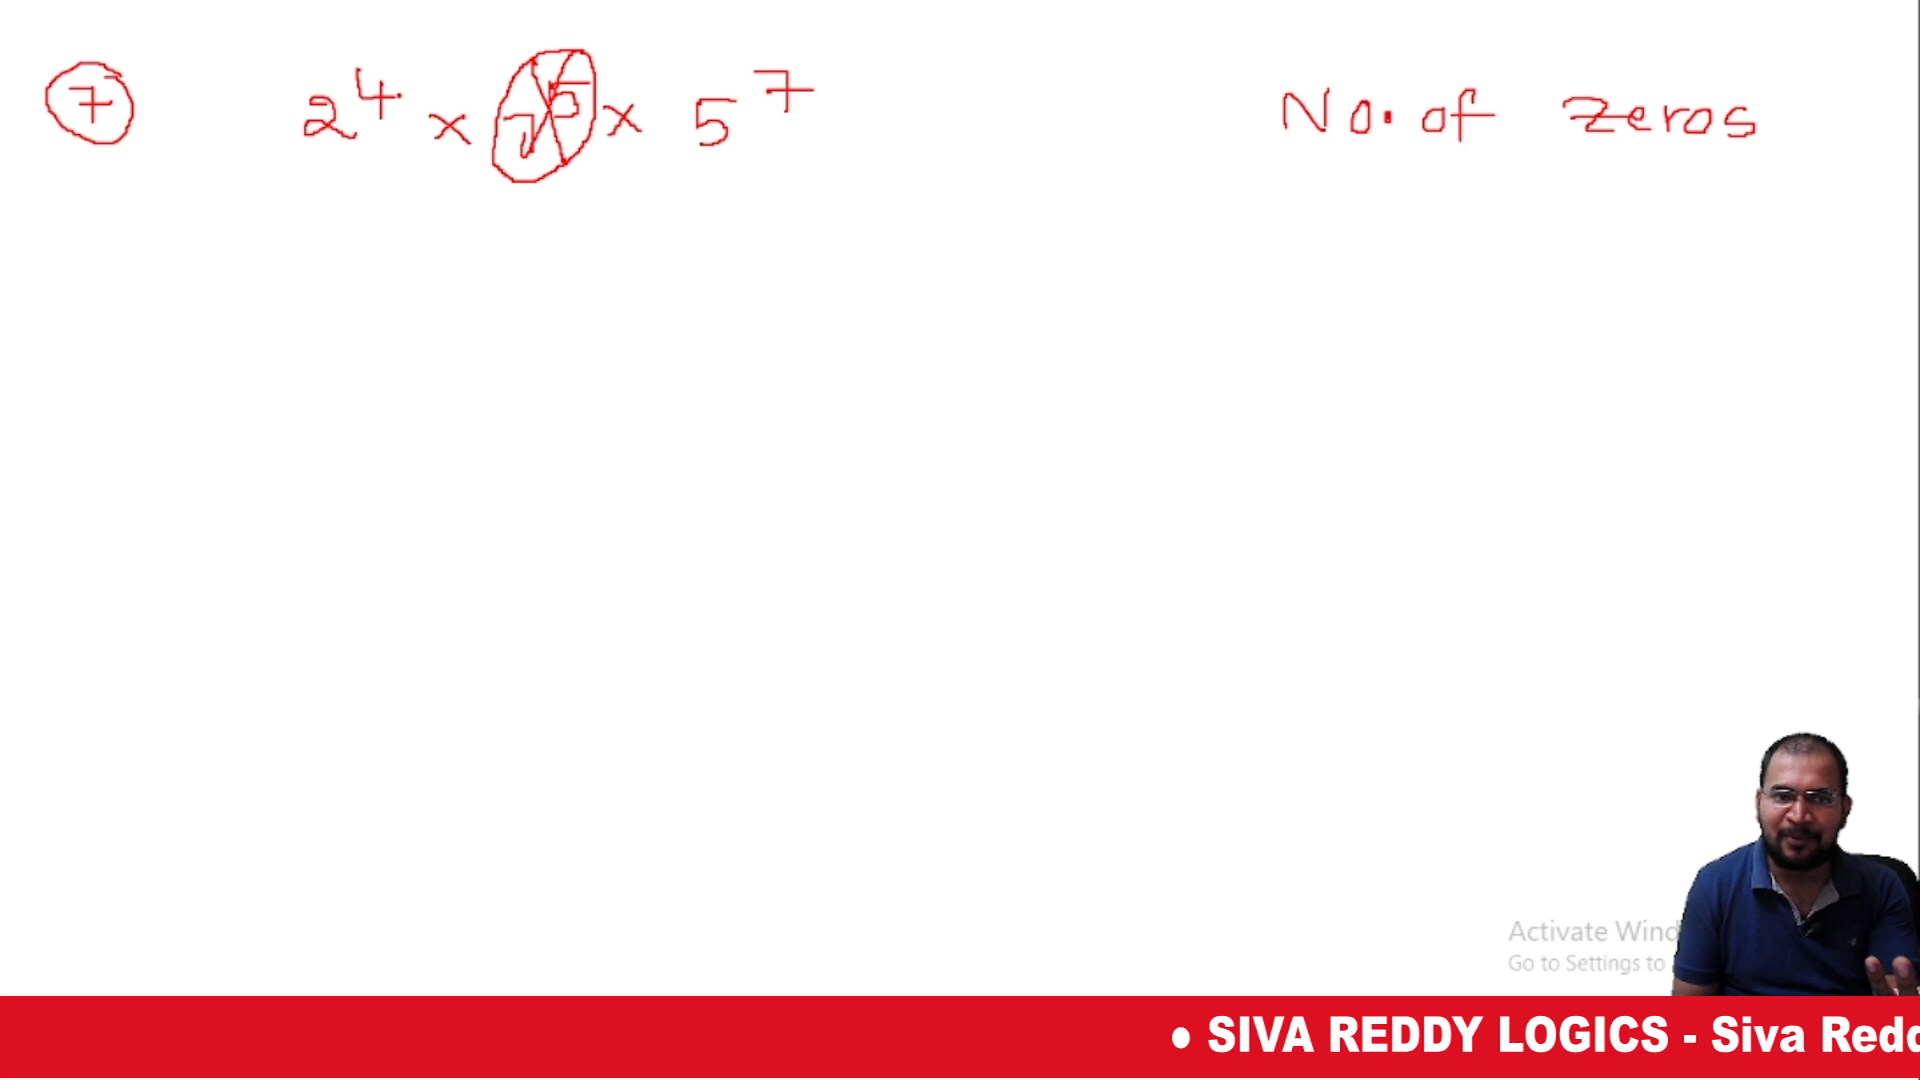 7 2⁴ × 7⁵ × 5⁷ No. of zeros
Activate Wind
Go to Settings to
• SIVA REDDY LOGICS - Siva Redd